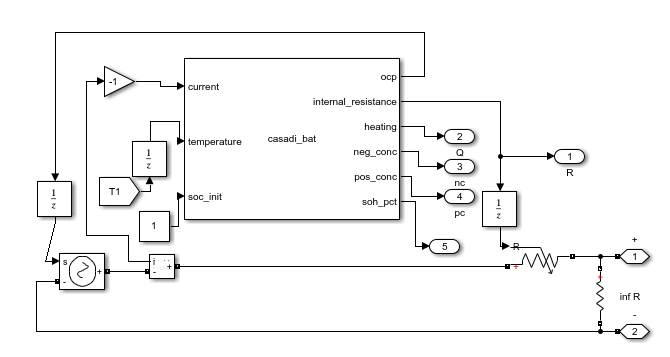 ocp
-1
current
internal_resistance
heating
2
Q
temperature
casadi_bat
1
z
neg_conc
3
nc
1
R
T1
pos_conc
4
pc
1
z
soc_init
soh_pct
1
z
1
5
R
+
1
s
-
+
i
-
+
+
+
inf R
-
2